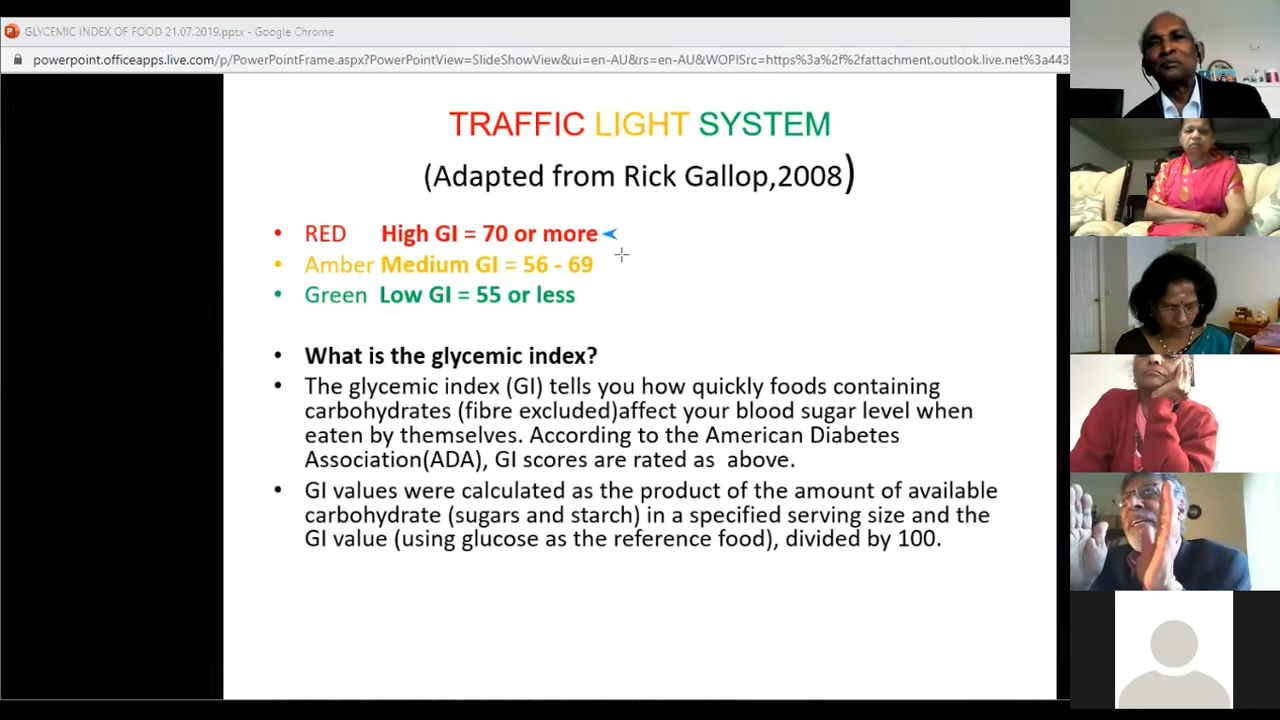 GLYCEMIC INDEX OF FOOD 21.07.2019.pptx - Google Chrome
powerpoint.officeapps.live.com/p/PowerPointFrame.aspx?PowerPointView=SlideShowView&ui=en-AU&rs=en-AU&WOPISrc=https%3a%2f%2fattachment.outlook.live.net%3a443
TRAFFIC LIGHT SYSTEM
(Adapted from Rick Gallop,2008)
• RED High GI = 70 or more
• Amber Medium GI = 56 - 69
• Green Low GI = 55 or less
• What is the glycemic index?
• The glycemic index (GI) tells you how quickly foods containing
carbohydrates (fibre excluded)affect your blood sugar level when
eaten by themselves. According to the American Diabetes
Association(ADA), GI scores are rated as above.
• GI values were calculated as the product of the amount of available
carbohydrate (sugars and starch) in a specified serving size and the
GI value (using glucose as the reference food), divided by 100.